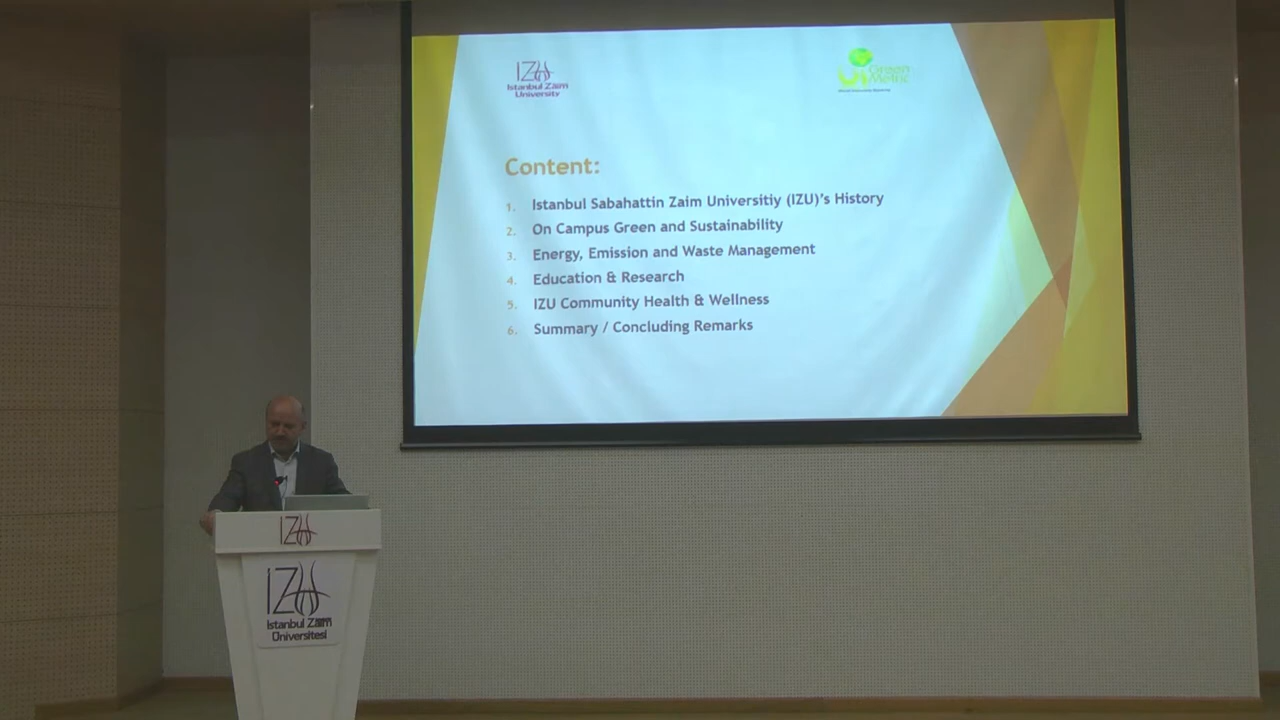 IZU
Istanbul Zaim
University
UI
Green
Metric
Content:
1. Istanbul Sabahattin Zaim Universitiy (IZU)'s History
2. On Campus Green and Sustainability
3. Energy, Emission and Waste Management
4. Education & Research
5. IZU Community Health & Wellness
6. Summary / Concluding Remarks
IZU
IZU
Istanbul Zaim
Üniversitesi